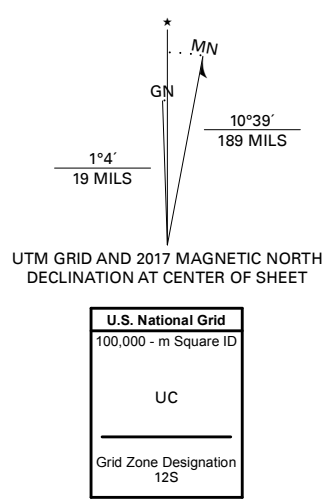 MN
GN
10°39´
189 MILS
1°4´
19 MILS
UTM GRID AND 2017 MAGNETIC NORTH
DECLINATION AT CENTER OF SHEET
U.S. National Grid
100,000 - m Square ID
UC
Grid Zone Designation
12S